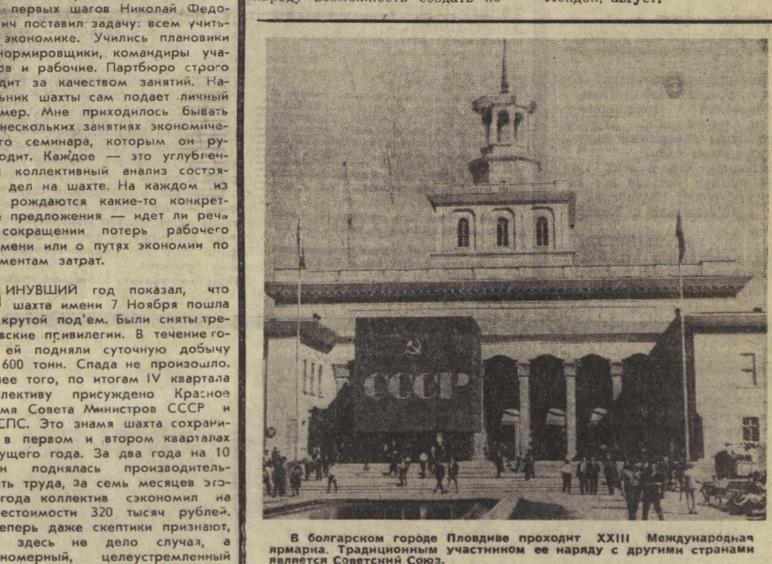 первых шагов Николай Федо-
ич поставил задачу: всем учить-
экономике. Учились плановики
нормировщики, командиры уча-
ов и рабочие. Партбюро строго
дит за качеством занятий. На-
ьник шахты сам подает личный
мер. Мне приходилось бывать
нескольких занятиях экономиче-
го семинара, которым он ру-
одит. Каждое — это углублен-
коллективный анализ состоя-
дел на шахте. На каждом из
рождаются какие-то конкрет-
е предложения — идет ли речь
сокращении потерь рабочего
мени или о путях экономии по
ментам затрат.
ИНУВШИЙ год показал, что
шахта имени 7 Ноября пошла
крутой под'ем. Были сняты тре-
вские привилегии. В течение го-
ей подняли суточную добычу
600 тонн. Спада не произошло.
ее того, по итогам IV квартала
лективу присуждено Красное
мя Совета Министров СССР и
СПС. Это знамя шахта сохрани-
в первом и втором кварталах
ущего года. За два года на 10
н поднялась производитель-
ть труда, за семь месяцев это-
года коллектив сэкономил на
естоимости 320 тысяч рублей.
еперь даже скептики признают,
здесь не дело случая, а
номерный, целеустремленный
СССР
В болгарском городе Пловдиве проходит XXIII Международная
ярмарка. Традиционным участником ее наряду с другими странами
является Советский Союз.